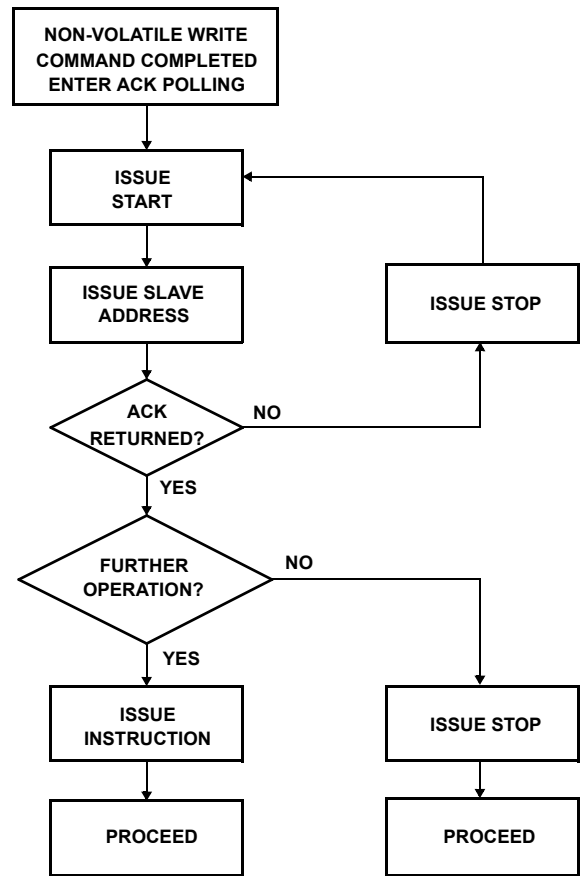 NON-VOLATILE WRITE
COMMAND COMPLETED
ENTER ACK POLLING
ISSUE
START
ISSUE SLAVE
ADDRESS
ISSUE STOP
ACK
RETURNED?
NO
YES
FURTHER
OPERATION?
NO
YES
ISSUE
INSTRUCTION
ISSUE STOP
PROCEED
PROCEED